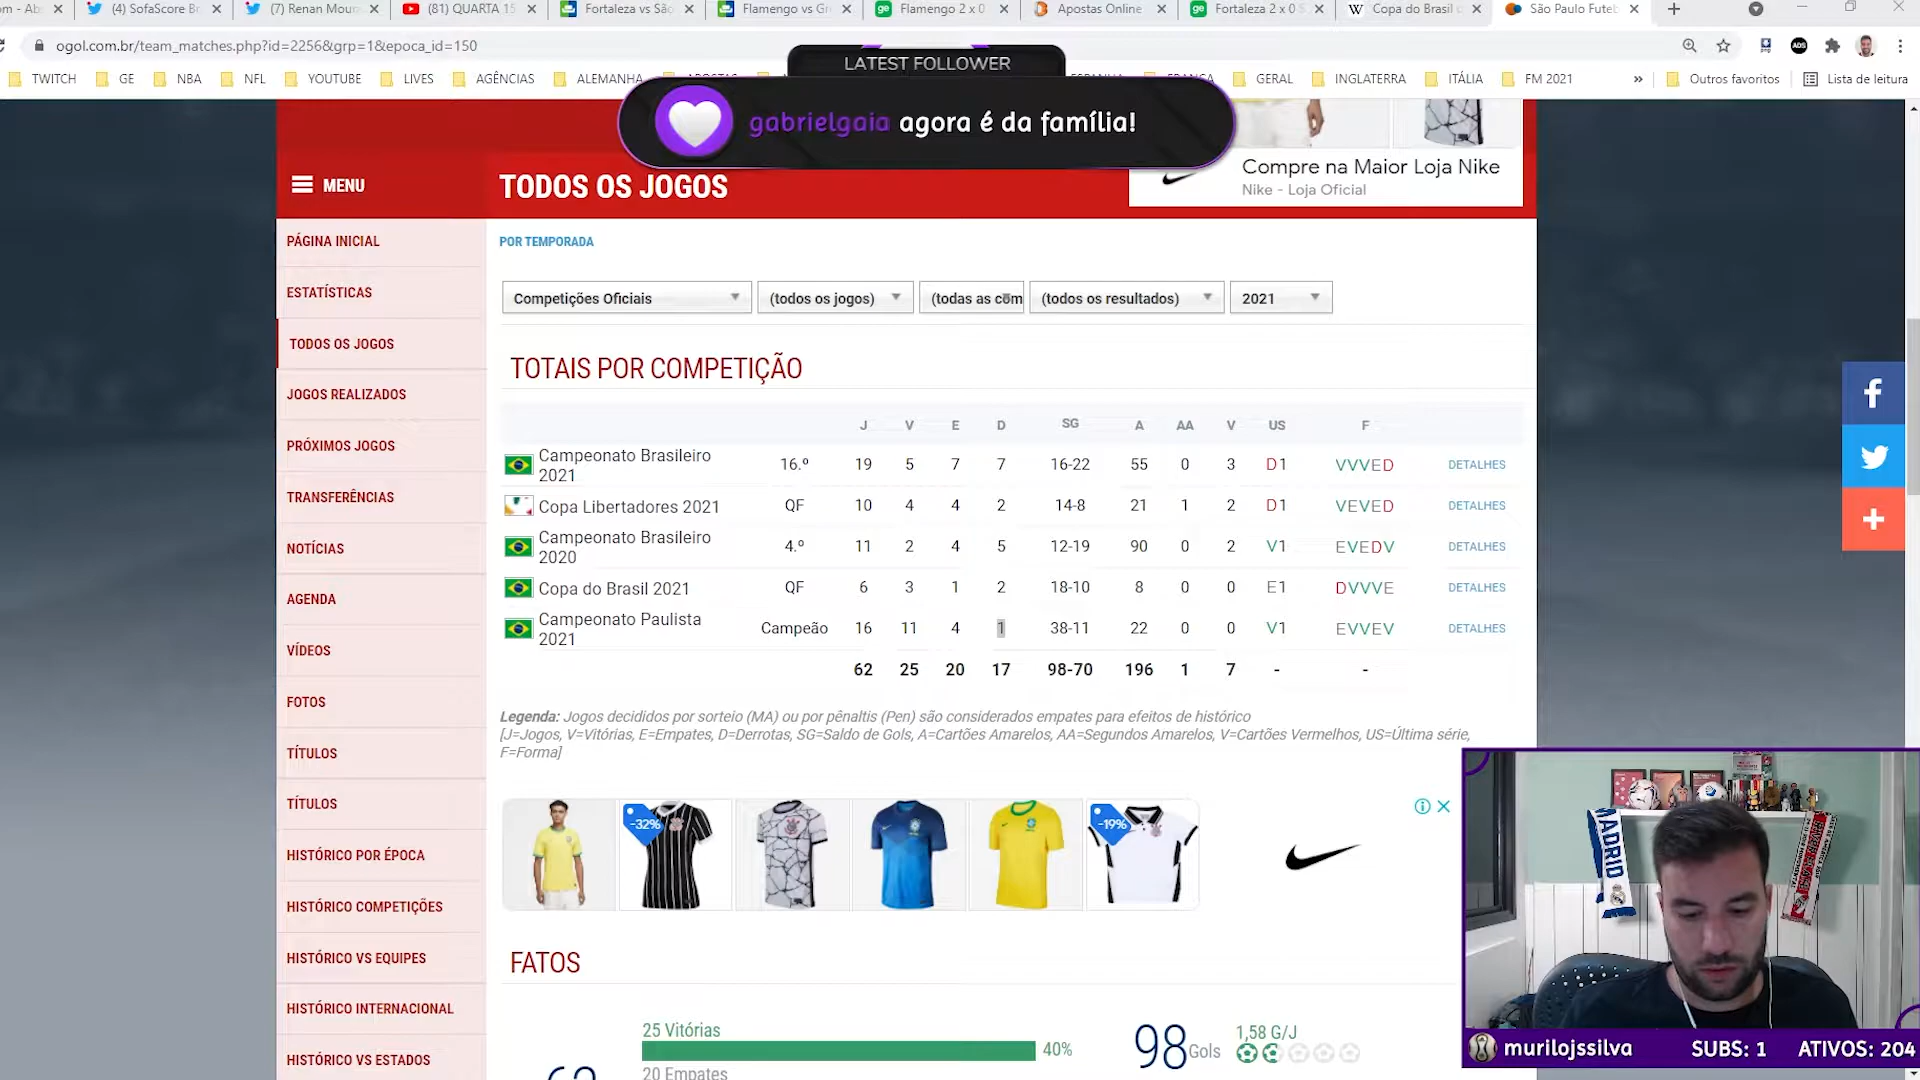 (4) SofaScore Br
(7) Renan Mour
(81) QUARTA 15
Fortaleza vs São
Flamengo vs Gr
Flamengo 2 x 0
Apostas Online
Fortaleza 2 x 0 S
Copa do Brasil d
São Paulo Futeb
ogol.com.br/team_matches.php?id=2256&grp=1&epoca_id=150
TWITCH
GE
NBA
NFL
YOUTUBE
LIVES
AGÊNCIAS
ALEMANHA
GERAL
INGLATERRA
ITÁLIA
FM 2021
»
Outros favoritos
Lista de leitura
LATEST FOLLOWER
gabrielgaia agora é da família!
Compre na Maior Loja Nike
Nike - Loja Oficial
MENU
TODOS OS JOGOS
PÁGINA INICIAL
ESTATÍSTICAS
TODOS OS JOGOS
JOGOS REALIZADOS
PRÓXIMOS JOGOS
TRANSFERÊNCIAS
NOTÍCIAS
AGENDA
VÍDEOS
FOTOS
TÍTULOS
TÍTULOS
HISTÓRICO POR ÉPOCA
HISTÓRICO COMPETIÇÕES
HISTÓRICO VS EQUIPES
HISTÓRICO INTERNACIONAL
HISTÓRICO VS ESTADOS
POR TEMPORADA
Competições Oficiais
(todos os jogos)
(todas as com
(todos os resultados)
2021
TOTAIS POR COMPETIÇÃO
J V E D SG A AA V US F
Campeonato Brasileiro
2021 16.º 19 5 7 7 16-22 55 0 3 D1 VVVED DETALHES
Copa Libertadores 2021 QF 10 4 4 2 14-8 21 1 2 D1 VEVED DETALHES
Campeonato Brasileiro
2020 4.º 11 2 4 5 12-19 90 0 2 V1 EVEDV DETALHES
Copa do Brasil 2021 QF 6 3 1 2 18-10 8 0 0 E1 DVVVE DETALHES
Campeonato Paulista
2021 Campeão 16 11 4 1 38-11 22 0 0 V1 EVVEV DETALHES
62 25 20 17 98-70 196 1 7 - -
Legenda: Jogos decididos por sorteio (MA) ou por pênaltis (Pen) são considerados empates para efeitos de histórico
[J=Jogos, V=Vitórias, E=Empates, D=Derrotas, SG=Saldo de Gols, A=Cartões Amarelos, AA=Segundos Amarelos, V=Cartões Vermelhos, US=Última série,
F=Forma]
-32%
-19%
FATOS
25 Vitórias
40%
20 Empates
98 Gols
1,58 G/J
MADRID
murilojssilva
SUBS: 1
ATIVOS: 204